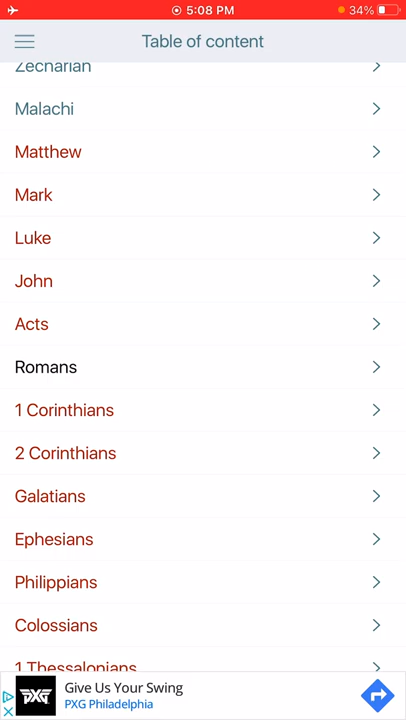 5:08 PM
34%
Table of content
Zechariah
Malachi
Matthew
Mark
Luke
John
Acts
Romans
1 Corinthians
2 Corinthians
Galatians
Ephesians
Philippians
Colossians
1 Thessalonians
PXG
Give Us Your Swing
PXG Philadelphia